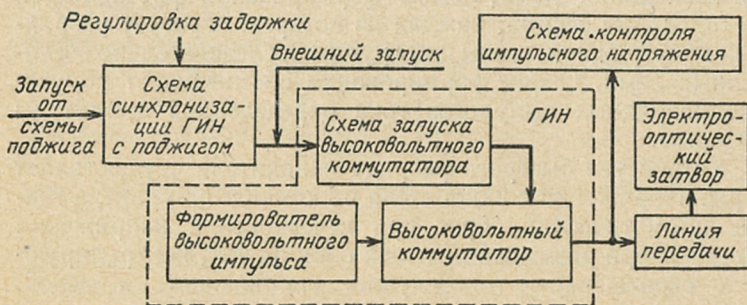 Регулировка задержки
Внешний запуск
Схема контроля
импульсного напряжения
Запуск
от
схемы
поджига
Схема
синхрониза-
ции ГИН
с поджигом
ГИН
Схема запуска
высоковольтного
коммутатора
Электро-
оптичес-
кий
затвор
Формирователь
высоковольтного
импульса
Высоковольтный
коммутатор
Линия
передачи